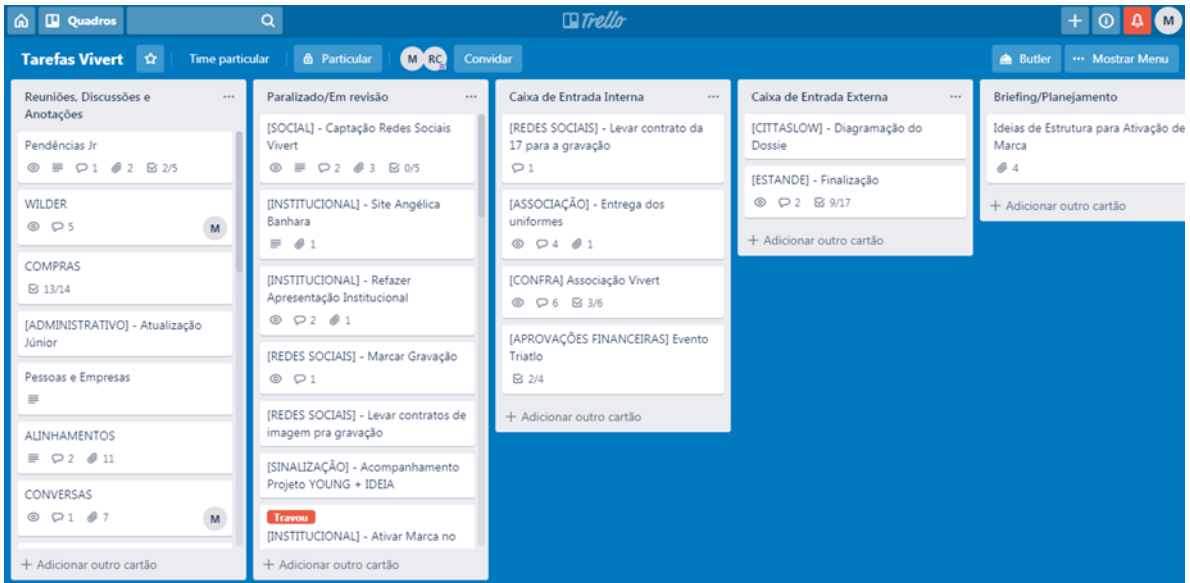 Quadros
Trello
M
Tarefas Vivert
Time particular
Particular
M
RC
Convidar
Butler
Mostrar Menu
Reuniões, Discussões e
Anotações
Pendências Jr
1
2
2/5
WILDER
5
M
COMPRAS
13/14
[ADMINISTRATIVO] - Atualização
Júnior
Pessoas e Empresas
ALINHAMENTOS
2
11
CONVERSAS
1
7
M
+ Adicionar outro cartão
Paralizado/Em revisão
[SOCIAL] - Captação Redes Sociais
Vivert
2
3
0/5
[INSTITUCIONAL] - Site Angélica
Banhara
1
[INSTITUCIONAL] - Refazer
Apresentação Institucional
2
1
[REDES SOCIAIS] - Marcar Gravação
1
[REDES SOCIAIS] - Levar contratos de
imagem pra gravação
[SINALIZAÇÃO] - Acompanhamento
Projeto YOUNG + IDEIA
Travou
[INSTITUCIONAL] - Ativar Marca no
+ Adicionar outro cartão
Caixa de Entrada Interna
[REDES SOCIAIS] - Levar contrato da
17 para a gravação
1
[ASSOCIAÇÃO] - Entrega dos
uniformes
4
1
[CONFRA] Associação Vivert
6
3/6
[APROVAÇÕES FINANCEIRAS] Evento
Triatlo
2/4
+ Adicionar outro cartão
Caixa de Entrada Externa
[CITTASLOW] - Diagramação do
Dossie
[ESTANDE] - Finalização
2
9/17
+ Adicionar outro cartão
Briefing/Planejamento
Ideias de Estrutura para Ativação de
Marca
4
+ Adicionar outro cartão